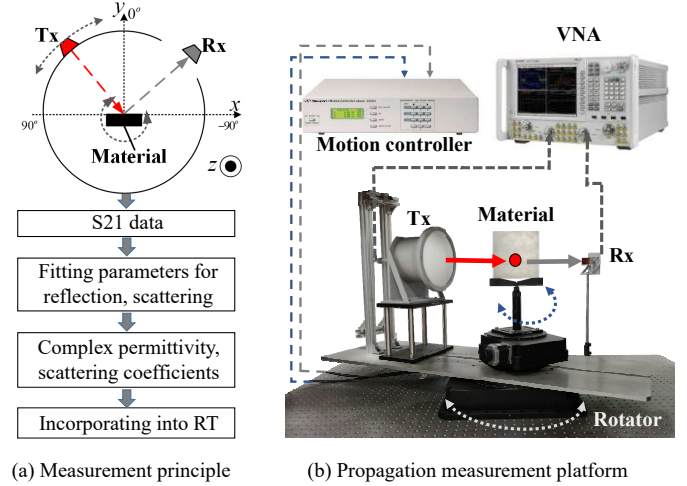 y
0°
Tx
Rx
x
90°
–90°
Material
z
S21 data
Fitting parameters for
reflection, scattering
Complex permittivity,
scattering coefficients
Incorporating into RT
(a) Measurement principle
VNA
Newport
Motion controller
Tx
Material
Rx
Rotator
(b) Propagation measurement platform